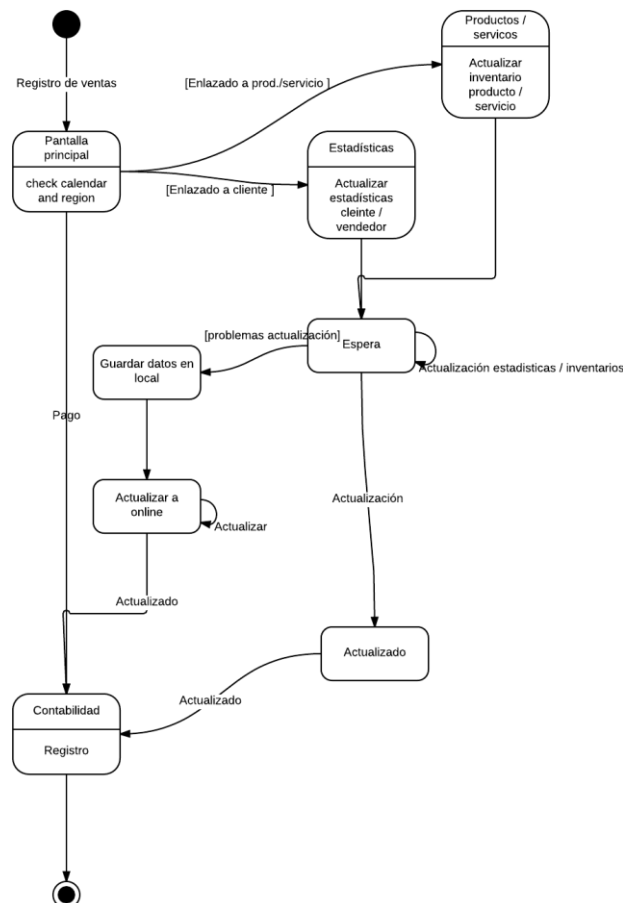 Productos /
servicos
Actualizar
inventario
producto /
servicio
Registro de ventas
[Enlazado a prod./servicio ]
Pantalla
principal
check calendar
and region
Estadísticas
Actualizar
estadísticas
cleinte /
vendedor
[Enlazado a cliente ]
[problemas actualización]
Espera
Actualización estadisticas / inventarios
Guardar datos en
local
Pago
Actualizar a
online
Actualizar
Actualización
Actualizado
Actualizado
Actualizado
Contabilidad
Registro